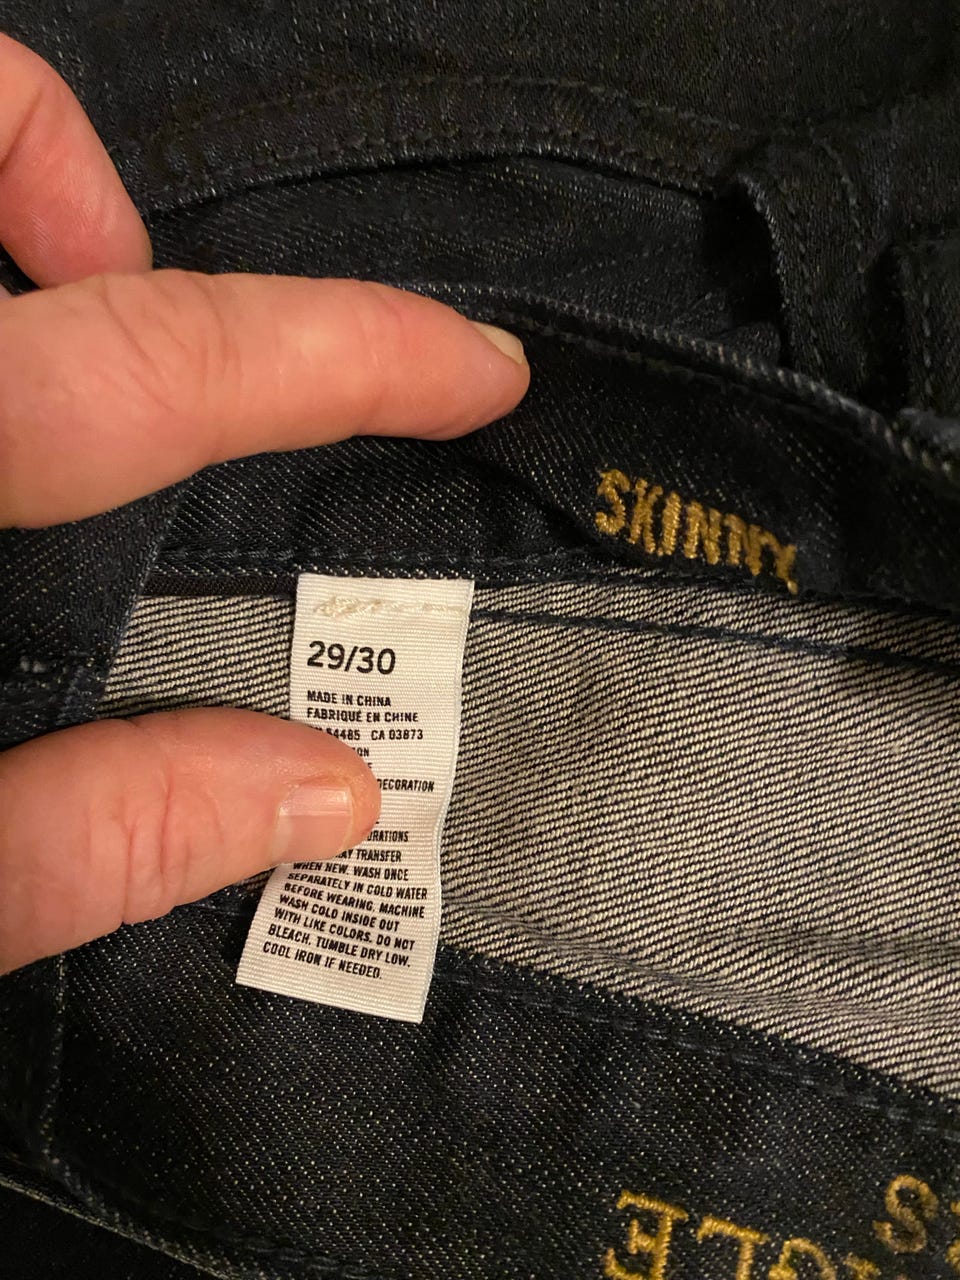 SKINNY
29/30
MADE IN CHINA
FABRIQUÉ EN CHINE
54485 CA 03873
DECORATION
TRANSFER
WHEN NEW. WASH ONCE
SEPARATELY IN COLD WATER
BEFORE WEARING. MACHINE
WASH COLD INSIDE OUT
WITH LIKE COLORS. DO NOT
BLEACH. TUMBLE DRY LOW.
COOL IRON IF NEEDED.